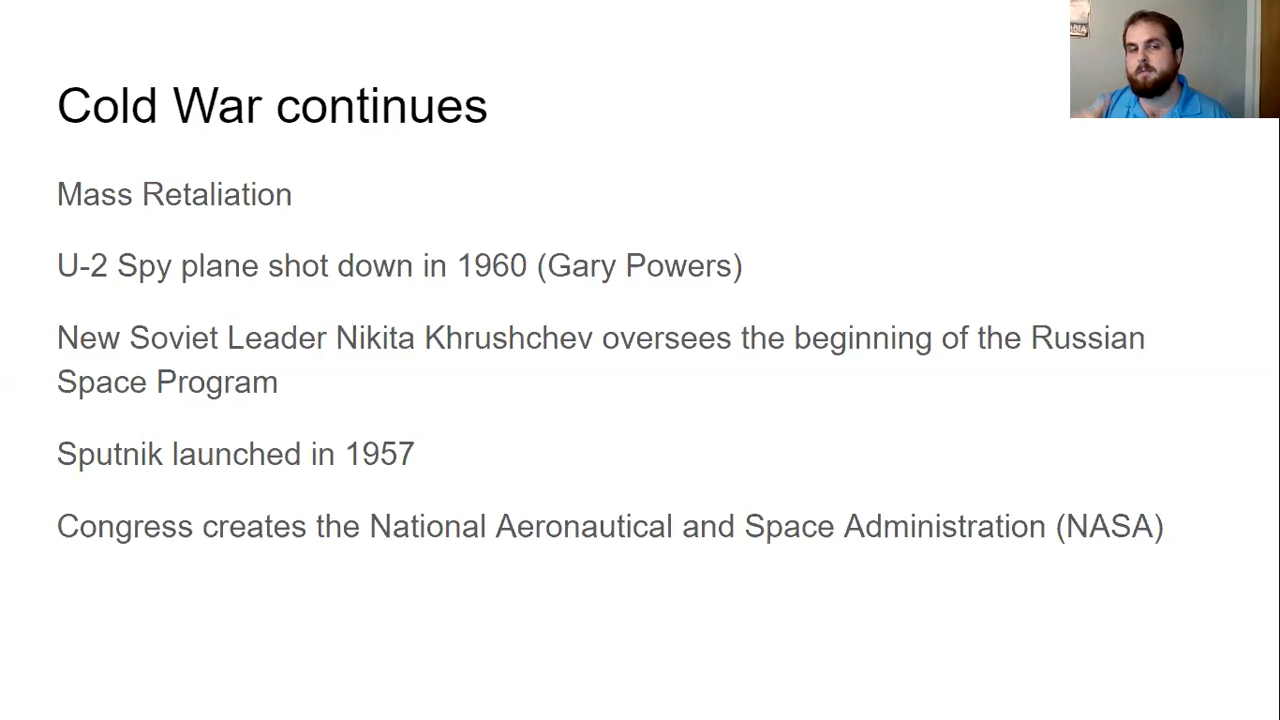 Cold War continues
Mass Retaliation
U-2 Spy plane shot down in 1960 (Gary Powers)
New Soviet Leader Nikita Khrushchev oversees the beginning of the Russian
Space Program
Sputnik launched in 1957
Congress creates the National Aeronautical and Space Administration (NASA)